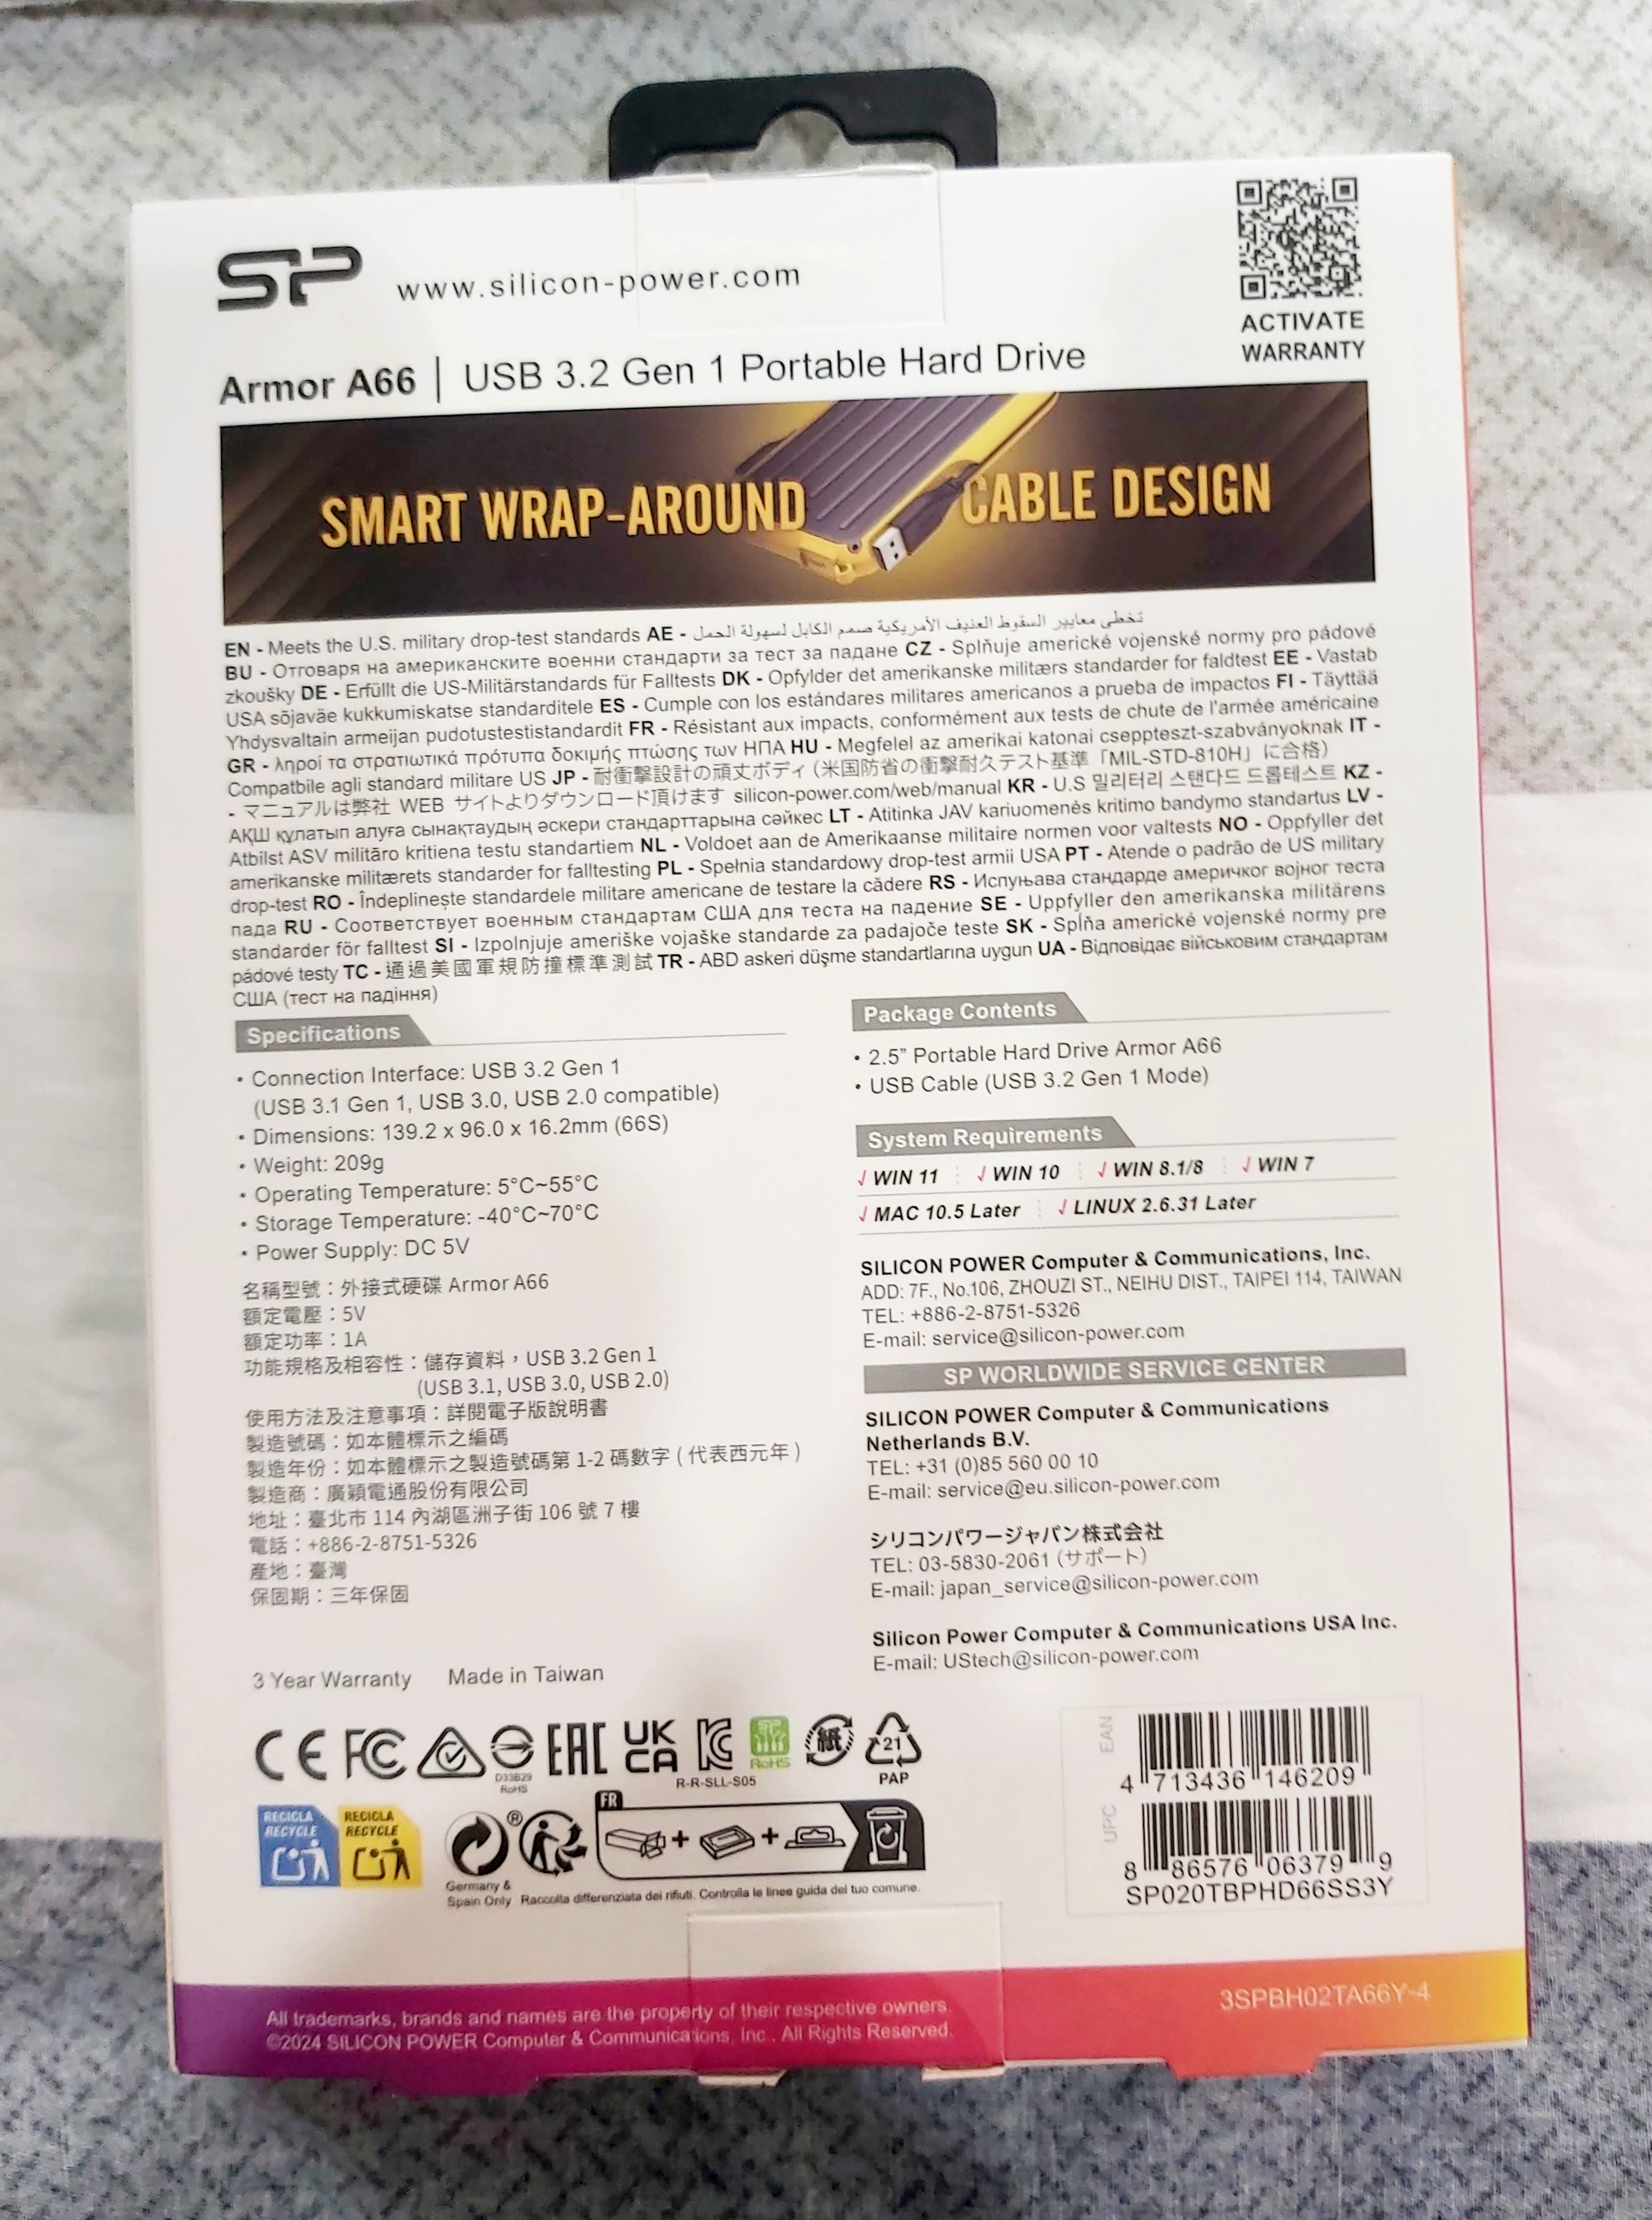 SP www.silicon-power.com
ACTIVATE
WARRANTY
Armor A66 | USB 3.2 Gen 1 Portable Hard Drive
SMART WRAP-AROUND CABLE DESIGN
EN - Meets the U.S. military drop-test standards AE - تخطى معايير السقوط العنيف الأمريكية صمم الكابل لسهولة الحمل
BU - Отговаря на американските военни стандарти за тест за падане CZ - Splňuje americké vojenské normy pro pádové
zkoušky DE - Erfüllt die US-Militärstandards für Falltests DK - Opfylder det amerikanske militærs standarder for faldtest EE - Vastab
USA sõjaväe kukkumiskatse standarditele ES - Cumple con los estándares militares americanos a prueba de impactos FI - Täyttää
Yhdysvaltain armeijan pudotustestistandardit FR - Résistant aux impacts, conformément aux tests de chute de l'armée américaine
GR - λητροί τα στρατιωτικά πρότυπα δοκιμής πτώσης των ΗΠΑ HU - Megfelel az amerikai katonai cseppteszt-szabványoknak IT -
Compatbile agli standard militare US JP - 耐衝撃設計の頑丈ボディ (米国防省の衝撃耐久テスト基準「MIL-STD-810H」に合格)
- マニュアルは弊社 WEB サイトよりダウンロード頂けます silicon-power.com/web/manual KR - U.S 밀리터리 스탠다드 드롭테스트 KZ -
АҚШ құлатып алуға сынақтаудың әскери стандарттарына сәйкес LT - Atitinka JAV kariuomenės kritimo bandymo standartus LV -
Atbilst ASV militāro kritiena testu standartiem NL - Voldoet aan de Amerikaanse militaire normen voor valtests NO - Oppfyller det
amerikanske militærets standarder for falltesting PL - Spełnia standardowy drop-test armii USA PT - Atende o padrão de US military
drop-test RO - Îndeplinește standardele militare americane de testare la cădere RS - Испуњава стандарде америчког војног теста
пада RU - Соответствует военным стандартам США для теста на падение SE - Uppfyller den amerikanska militärens
standarder för falltest SI - Izpolnjuje ameriške vojaške standarde za padajoče teste SK - Spĺňa americké vojenské normy pre
pádové testy TC - 通過美國軍規防撞標準測試 TR - ABD askeri düşme standartlarına uygun UA - Відповідає військовим стандартам
США (тест на падіння)
Specifications
• Connection Interface: USB 3.2 Gen 1
(USB 3.1 Gen 1, USB 3.0, USB 2.0 compatible)
• Dimensions: 139.2 x 96.0 x 16.2mm (66S)
• Weight: 209g
• Operating Temperature: 5°C~55°C
• Storage Temperature: -40°C~70°C
• Power Supply: DC 5V
名稱型號：外接式硬碟 Armor A66
額定電壓：5V
額定功率：1A
功能規格及相容性：儲存資料，USB 3.2 Gen 1
(USB 3.1, USB 3.0, USB 2.0)
使用方法及注意事項：詳閱電子版說明書
製造號碼：如本體標示之編碼
製造年份：如本體標示之製造號碼第 1-2 碼數字 ( 代表西元年 )
製造商：廣穎電通股份有限公司
地址：臺北市 114 內湖區洲子街 106 號 7 樓
電話：+886-2-8751-5326
產地：臺灣
保固期：三年保固
3 Year Warranty Made in Taiwan
Package Contents
• 2.5” Portable Hard Drive Armor A66
• USB Cable (USB 3.2 Gen 1 Mode)
System Requirements
√ WIN 11 √ WIN 10 √ WIN 8.1/8 √ WIN 7
√ MAC 10.5 Later √ LINUX 2.6.31 Later
SILICON POWER Computer & Communications, Inc.
ADD: 7F., No.106, ZHOUZI ST., NEIHU DIST., TAIPEI 114, TAIWAN
TEL: +886-2-8751-5326
E-mail: service@silicon-power.com
SP WORLDWIDE SERVICE CENTER
SILICON POWER Computer & Communications
Netherlands B.V.
TEL: +31 (0)85 560 00 10
E-mail: service@eu.silicon-power.com
シリコンパワージャパン株式会社
TEL: 03-5830-2061 (サポート)
E-mail: japan_service@silicon-power.com
Silicon Power Computer & Communications USA Inc.
E-mail: UStech@silicon-power.com
CE FC EAC UK CA KC SP RoHS 紙 21
D33B29
RoHS
R-R-SLL-S05
PAP
RECICLA
RECYCLE
RECICLA
RECYCLE
®
FR
+ +
Germany &
Spain Only Raccolta differenziata dei rifiuti. Controlla le linee guida del tuo comune.
EAN
4 713436 146209
UPC
8 86576 06379 9
SP020TBPHD66SS3Y
All trademarks, brands and names are the property of their respective owners.
©2024 SILICON POWER Computer & Communications, Inc . All Rights Reserved.
3SPBH02TA66Y-4